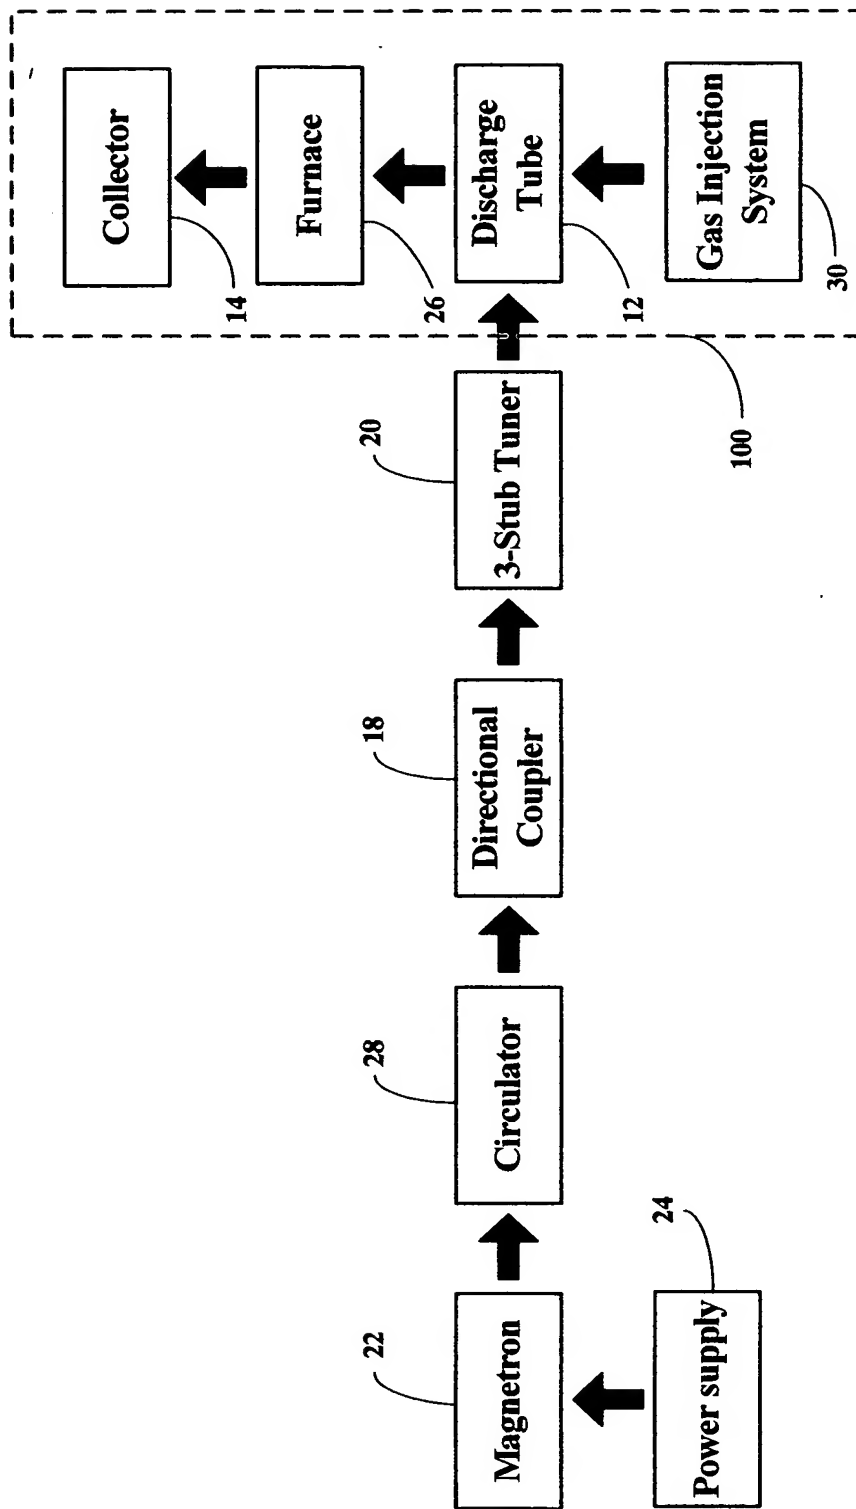 Collector
14
Furnace
22
28
18
20
26
Magnetron
Circulator
Directional
Coupler
3-Stub Tuner
Discharge
Tube
12
24
Power supply
100
Gas Injection
System
30